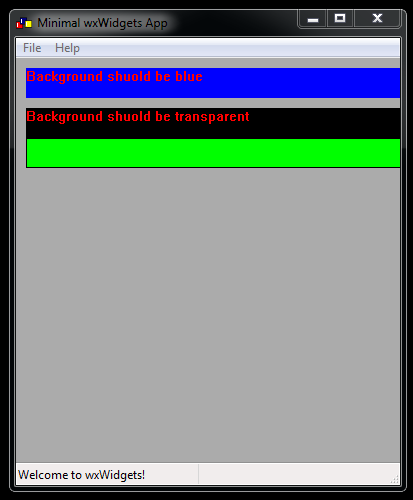 Minimal wxWidgets App
File Help
Background shuold be blue
Background shuold be transparent
Welcome to wxWidgets!